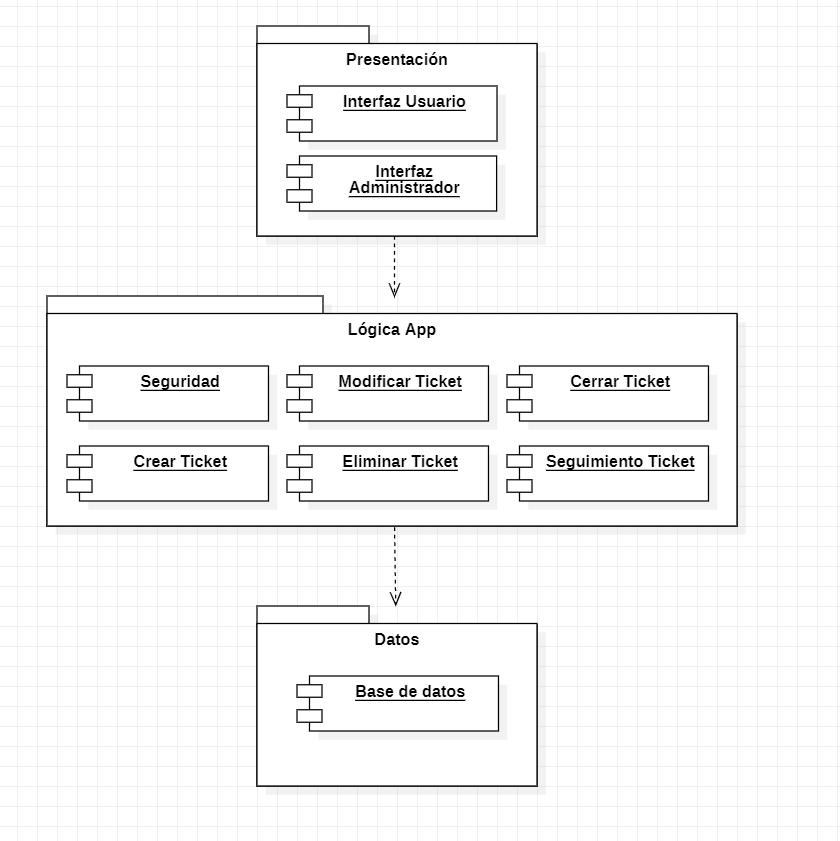 Presentación
Interfaz Usuario
Interfaz
Administrador
Lógica App
Seguridad
Modificar Ticket
Cerrar Ticket
Crear Ticket
Eliminar Ticket
Seguimiento Ticket
Datos
Base de datos